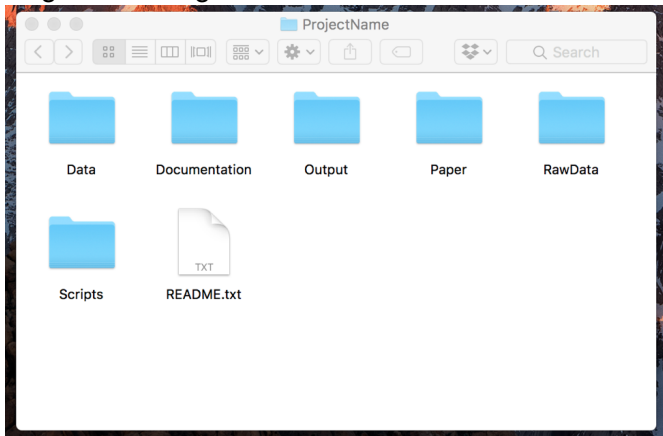 ProjectName
Search
Data Documentation Output Paper RawData
TXT
Scripts README.txt